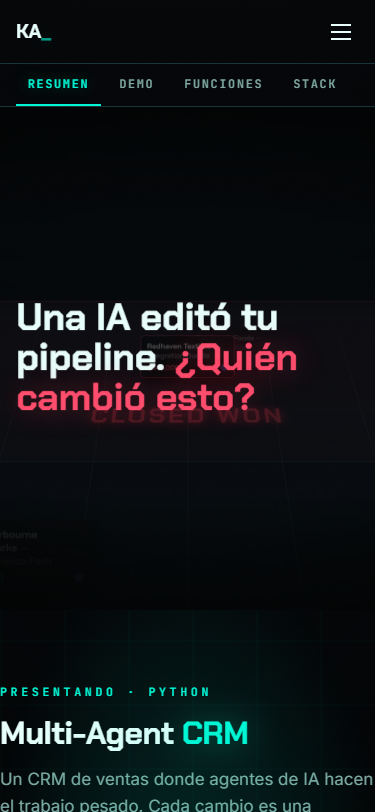 KA_
RESUMEN DEMO FUNCIONES STACK
Una IA editó tu
pipeline. ¿Quién
cambió esto?
CLOSED WON
PRESENTANDO · PYTHON
Multi-Agent CRM
Un CRM de ventas donde agentes de IA hacen
el trabajo pesado. Cada cambio es una